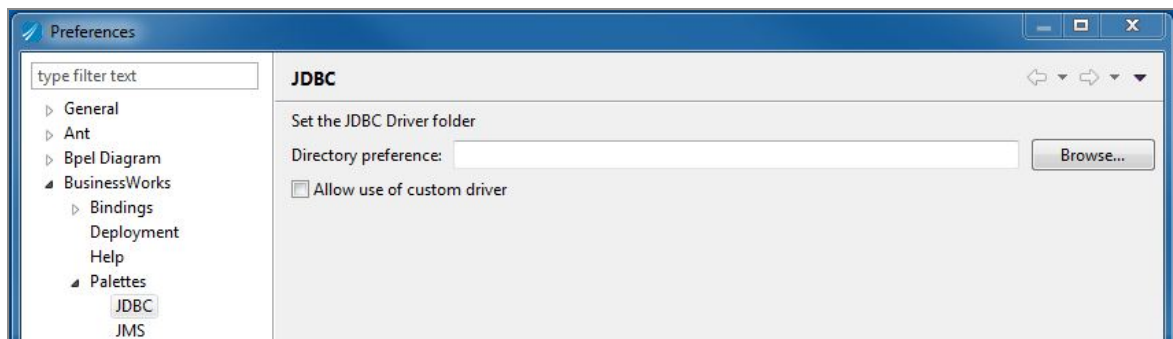 Preferences
type filter text
General
Ant
Bpel Diagram
BusinessWorks
Bindings
Deployment
Help
Palettes
JDBC
JMS
JDBC
Set the JDBC Driver folder
Directory preference:
Browse...
Allow use of custom driver